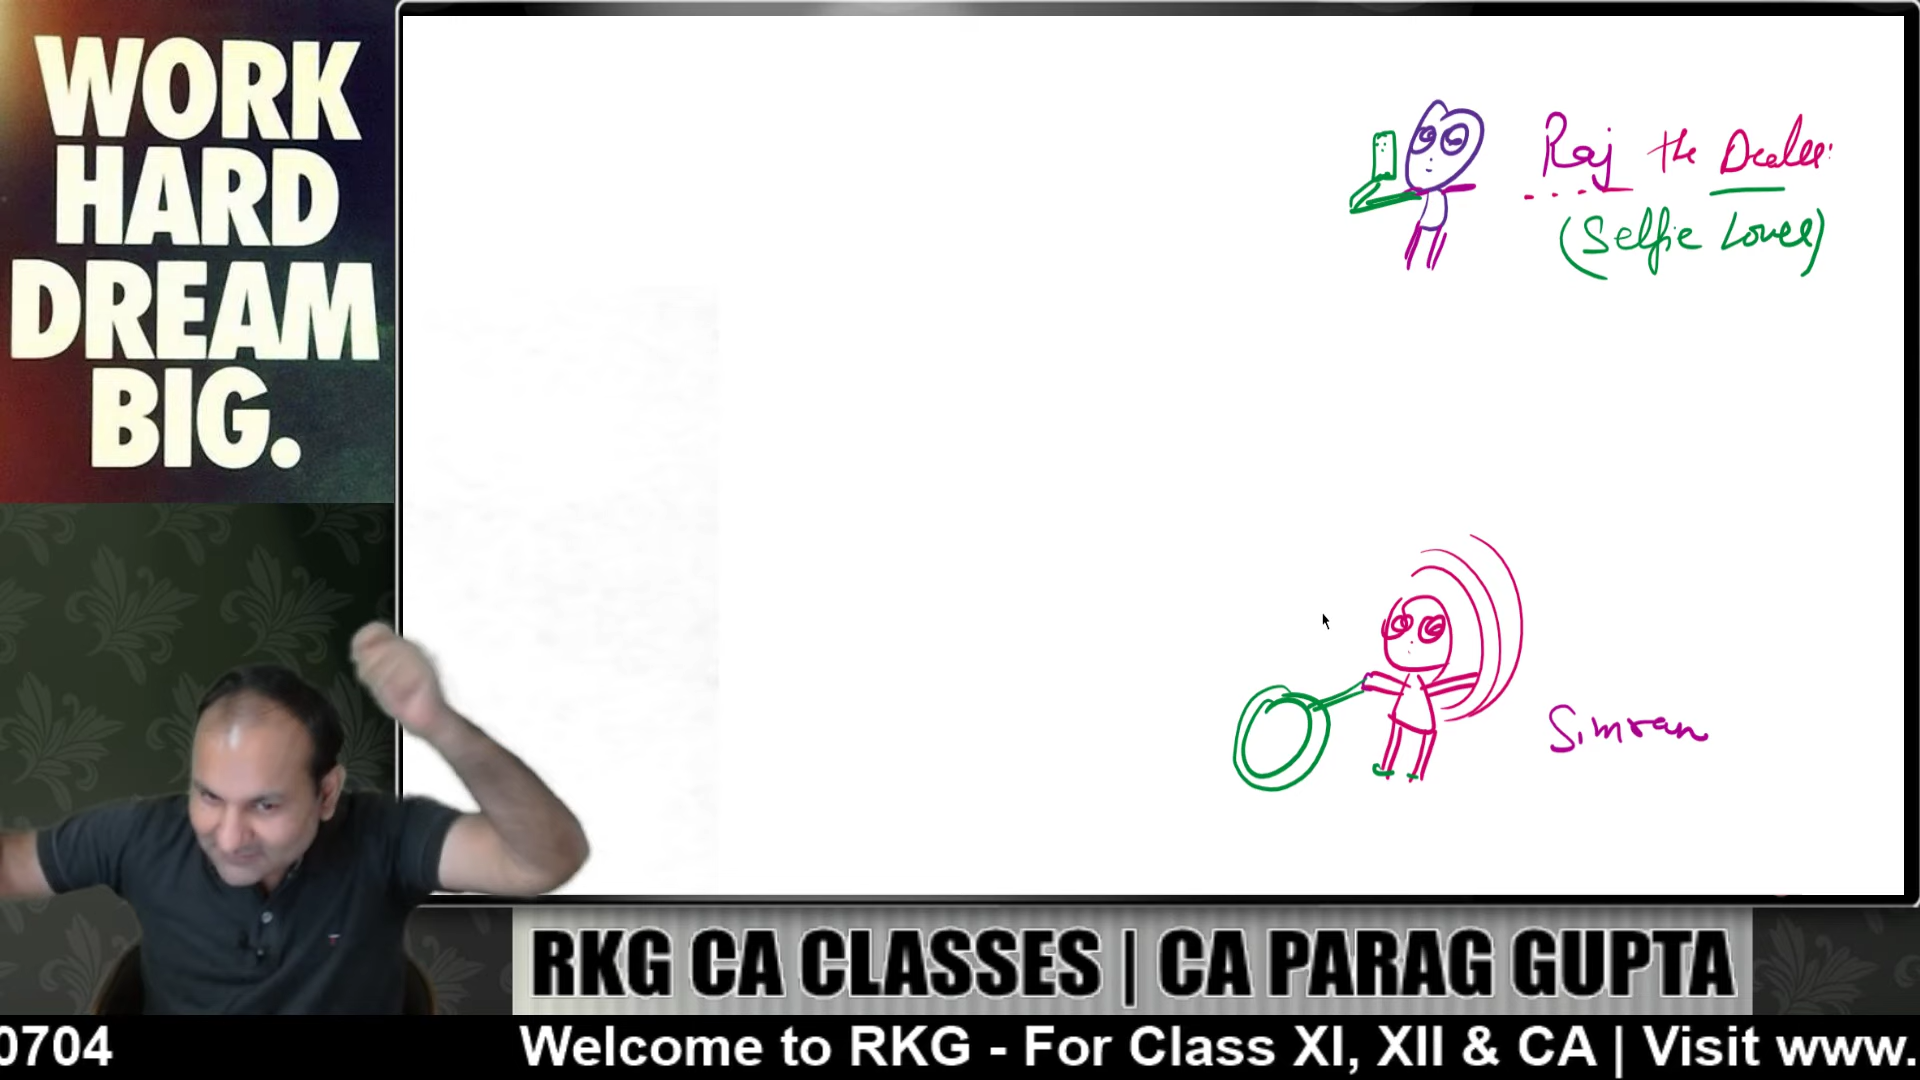 WORK
HARD
DREAM
BIG.
Raj the Dealer
(Selfie Lover)
Simran
RKG CA CLASSES | CA PARAG GUPTA
0704 Welcome to RKG - For Class XI, XII & CA | Visit www.